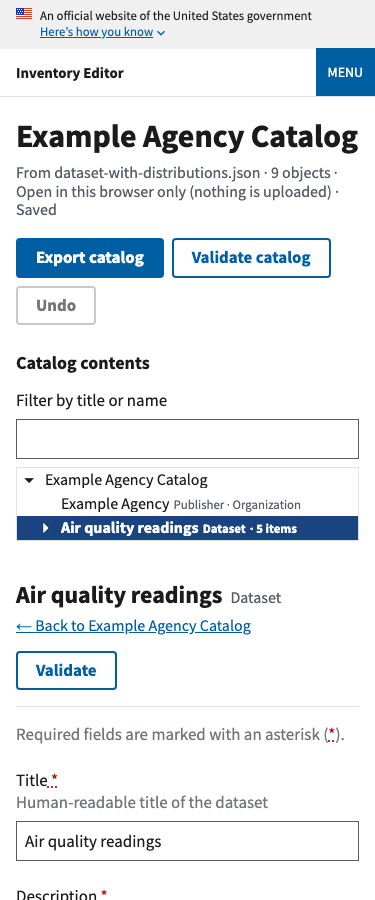 An official website of the United States government
Here's how you know
Inventory Editor
MENU
Example Agency Catalog
From dataset-with-distributions.json · 9 objects ·
Open in this browser only (nothing is uploaded) ·
Saved
Export catalog
Validate catalog
Undo
Catalog contents
Filter by title or name
Example Agency Catalog
Example Agency Publisher · Organization
Air quality readings Dataset · 5 items
Air quality readings Dataset
← Back to Example Agency Catalog
Validate
Required fields are marked with an asterisk (*).
Title *
Human-readable title of the dataset
Air quality readings
Description *